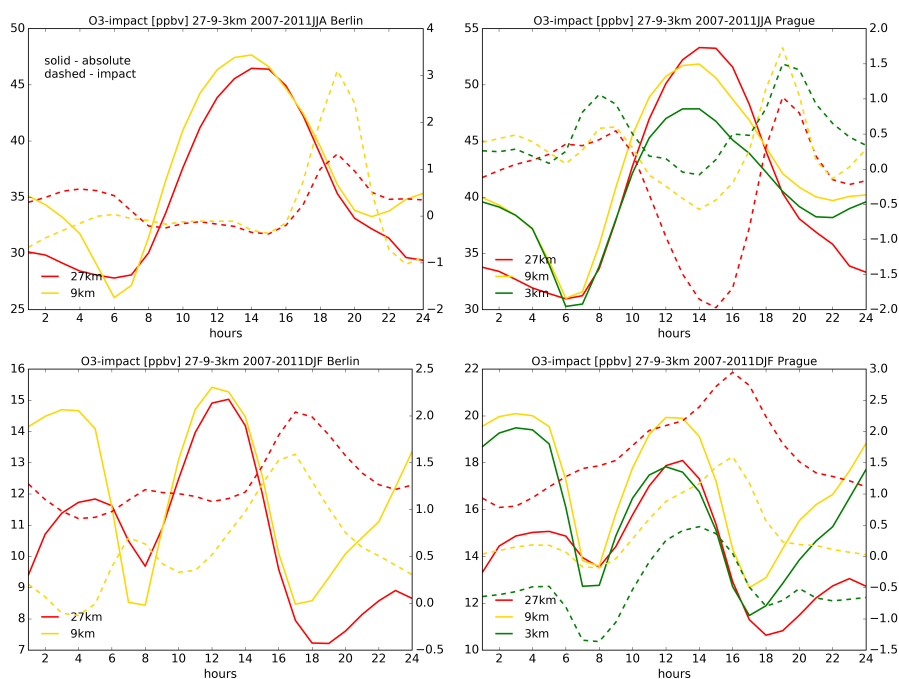 O3-impact [ppbv] 27-9-3km 2007-2011JJA Berlin
50 45 40 35 30 25
4 3 2 1 0 −1 −2
solid - absolute
dashed - impact
27km
9km
2 4 6 8 10 12 14 16 18 20 22 24
hours
O3-impact [ppbv] 27-9-3km 2007-2011JJA Prague
55 50 45 40 35 30
2.0 1.5 1.0 0.5 0.0 −0.5 −1.0 −1.5 −2.0
27km
9km
3km
2 4 6 8 10 12 14 16 18 20 22 24
hours
O3-impact [ppbv] 27-9-3km 2007-2011DJF Berlin
16 15 14 13 12 11 10 9 8 7
2.5 2.0 1.5 1.0 0.5 0.0 −0.5
27km
9km
2 4 6 8 10 12 14 16 18 20 22 24
hours
O3-impact [ppbv] 27-9-3km 2007-2011DJF Prague
22 20 18 16 14 12 10
3.0 2.5 2.0 1.5 1.0 0.5 0.0 −0.5 −1.0 −1.5
27km
9km
3km
2 4 6 8 10 12 14 16 18 20 22 24
hours